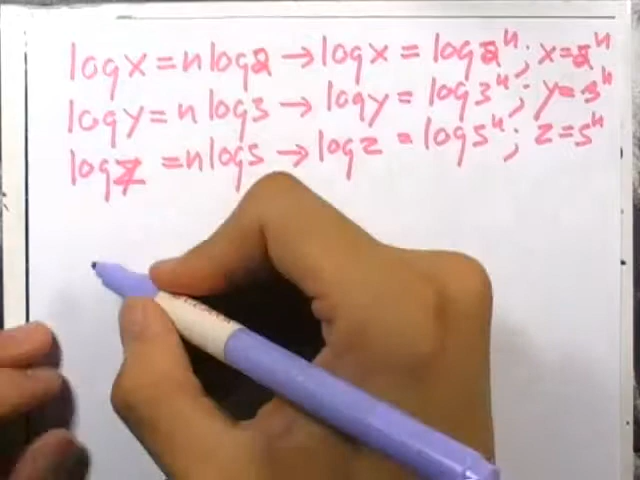 log x = n log 2 → log x = log 2ⁿ ; x = 2ⁿ
log y = n log 3 → log y = log 3ⁿ ; y = 3ⁿ
log z = n log 5 → log z = log 5ⁿ ; z = 5ⁿ